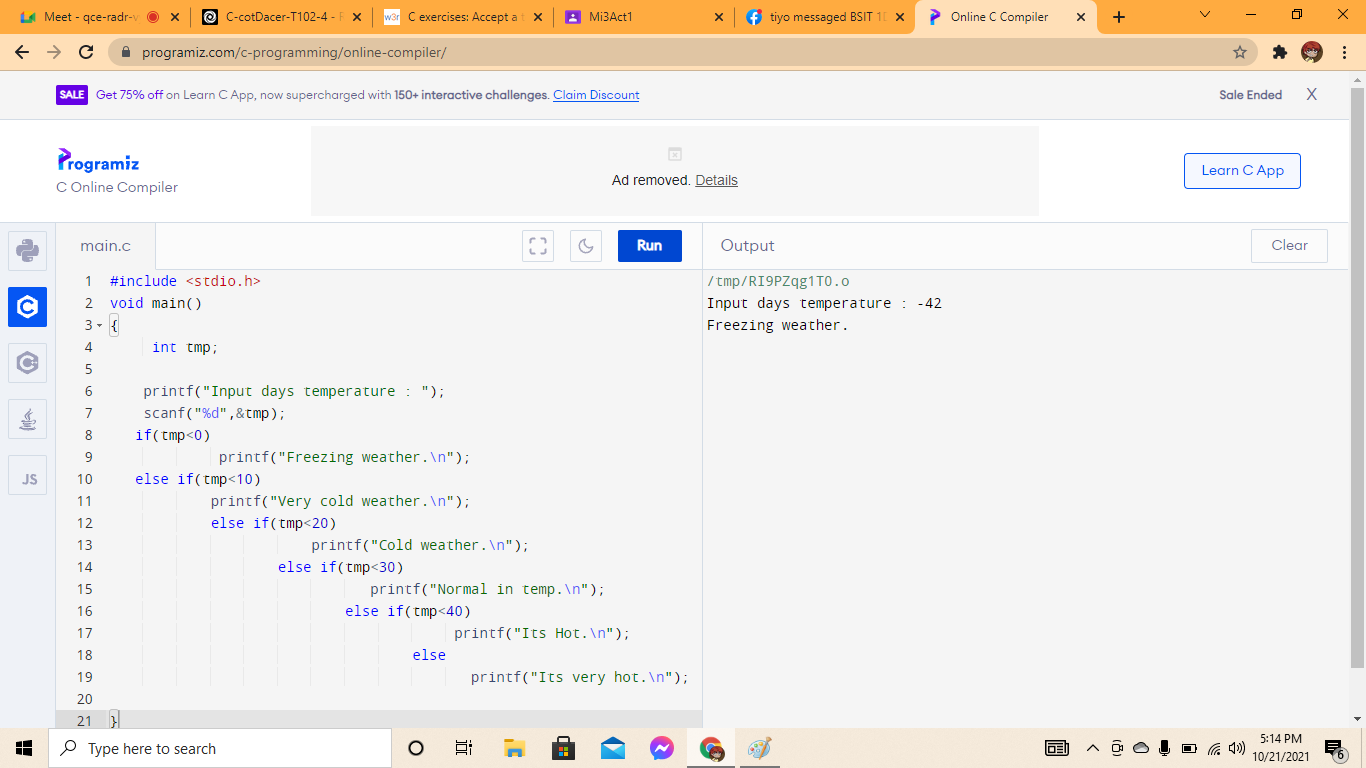 Meet - qce-radr-v
C-cotDacer-T102-4 - R
w3r C exercises: Accept a t
Mi3Act1
tiyo messaged BSIT 1D
Online C Compiler
programiz.com/c-programming/online-compiler/
SALE Get 75% off on Learn C App, now supercharged with 150+ interactive challenges. Claim Discount
Sale Ended X
Programiz
C Online Compiler
Ad removed. Details
Learn C App
main.c
Run
Output
Clear
JS
1 #include <stdio.h>
2 void main()
3 {
4 int tmp;
5
6 printf("Input days temperature : ");
7 scanf("%d",&tmp);
8 if(tmp<0)
9 printf("Freezing weather.\n");
10 else if(tmp<10)
11 printf("Very cold weather.\n");
12 else if(tmp<20)
13 printf("Cold weather.\n");
14 else if(tmp<30)
15 printf("Normal in temp.\n");
16 else if(tmp<40)
17 printf("Its Hot.\n");
18 else
19 printf("Its very hot.\n");
20
21 }
/tmp/RI9PZqg1TO.o
Input days temperature : -42
Freezing weather.
Type here to search
5:14 PM
10/21/2021
6